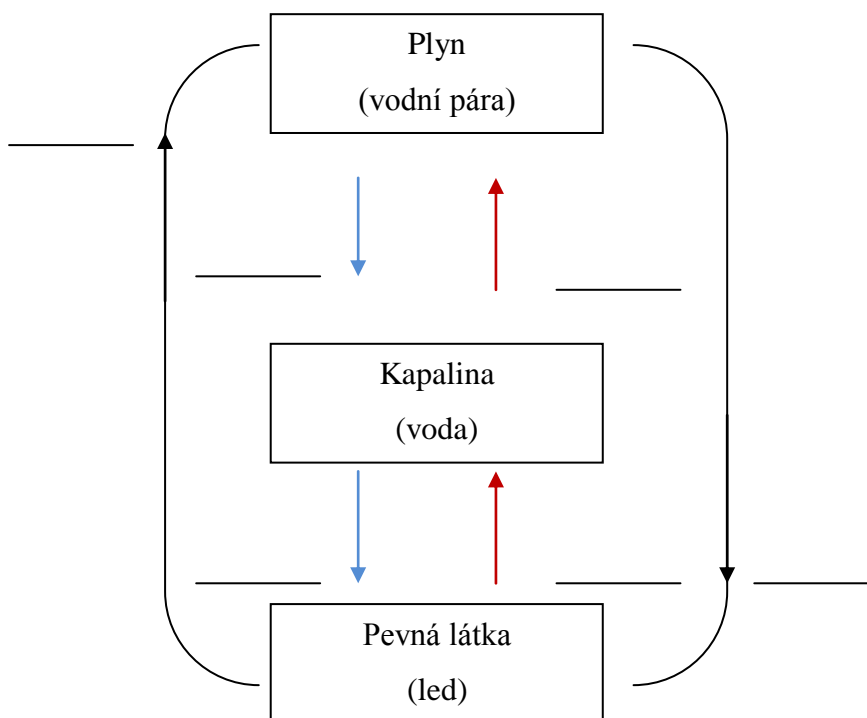 Plyn
(vodní pára)
Kapalina
(voda)
Pevná látka
(led)